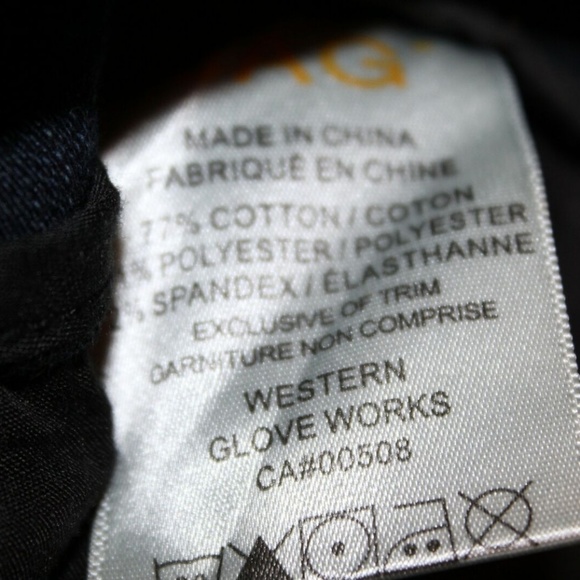 AG
MADE IN CHINA
FABRIQUÉ EN CHINE
77% COTTON / COTON
% POLYESTER / POLYESTER
% SPANDEX / ÉLASTHANNE
EXCLUSIVE OF TRIM
GARNITURE NON COMPRISE
WESTERN
GLOVE WORKS
CA#00508